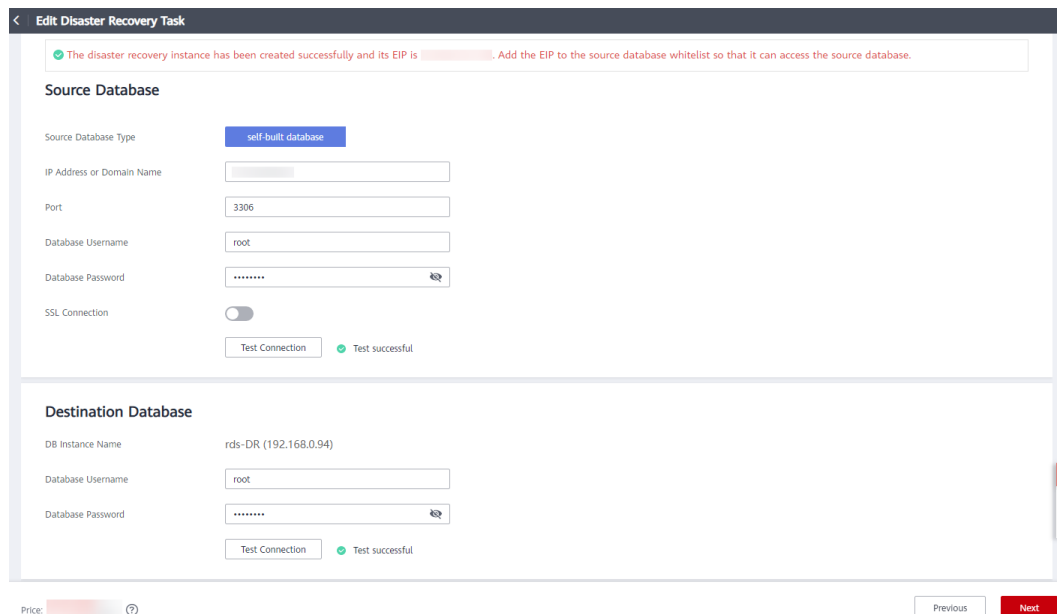 Edit Disaster Recovery Task
The disaster recovery instance has been created successfully and its EIP is . Add the EIP to the source database whitelist so that it can access the source database.
Source Database
Source Database Type self-built database
IP Address or Domain Name
Port 3306
Database Username root
Database Password ••••••••
SSL Connection
Test Connection Test successful
Destination Database
DB Instance Name rds-DR (192.168.0.94)
Database Username root
Database Password ••••••••
Test Connection Test successful
Price: Previous Next